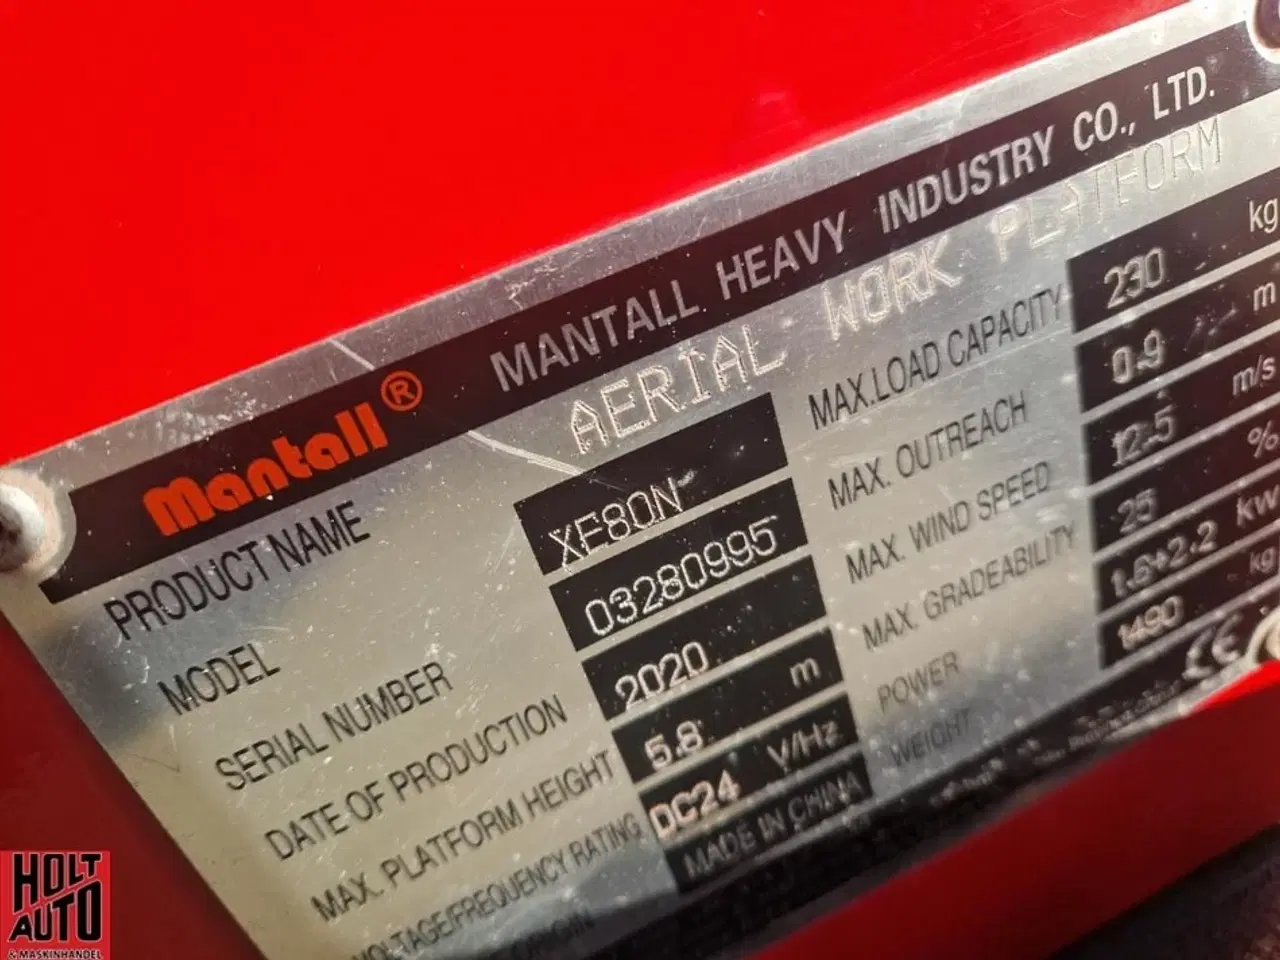 Mantall® MANTALL HEAVY INDUSTRY CO., LTD.
PRODUCT NAME AERIAL WORK PLATFORM
MODEL XE80N
SERIAL NUMBER 03280995
DATE OF PRODUCTION 2020
MAX. PLATFORM HEIGHT 5.8 m
VOLTAGE/FREQUENCY RATING DC24 V/Hz
ORIGIN MADE IN CHINA
MAX.LOAD CAPACITY 230 kg
MAX. OUTREACH 0.9 m
MAX. WIND SPEED 12.5 m/s
MAX. GRADEABILITY 25 %
POWER 1.6+2.2 kw
WEIGHT 1490 kg
CE
HOLT
AUTO
& MASKINHANDEL